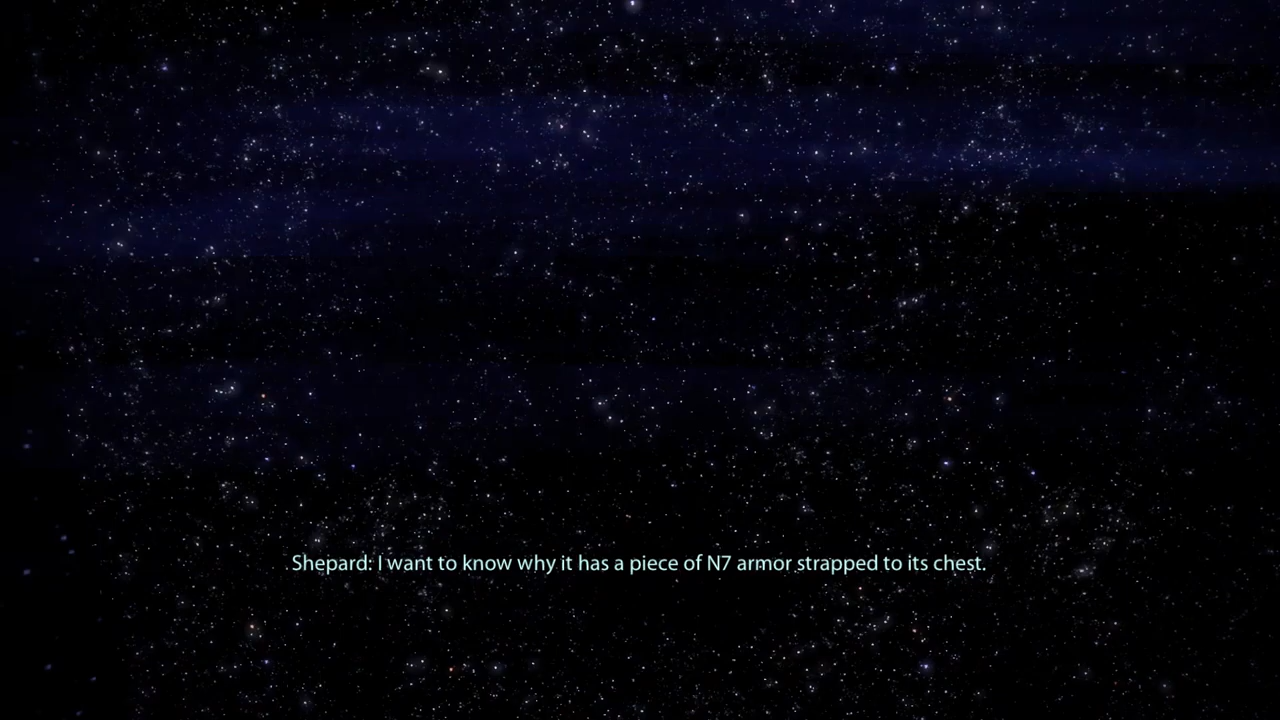 Shepard: I want to know why it has a piece of N7 armor strapped to its chest.